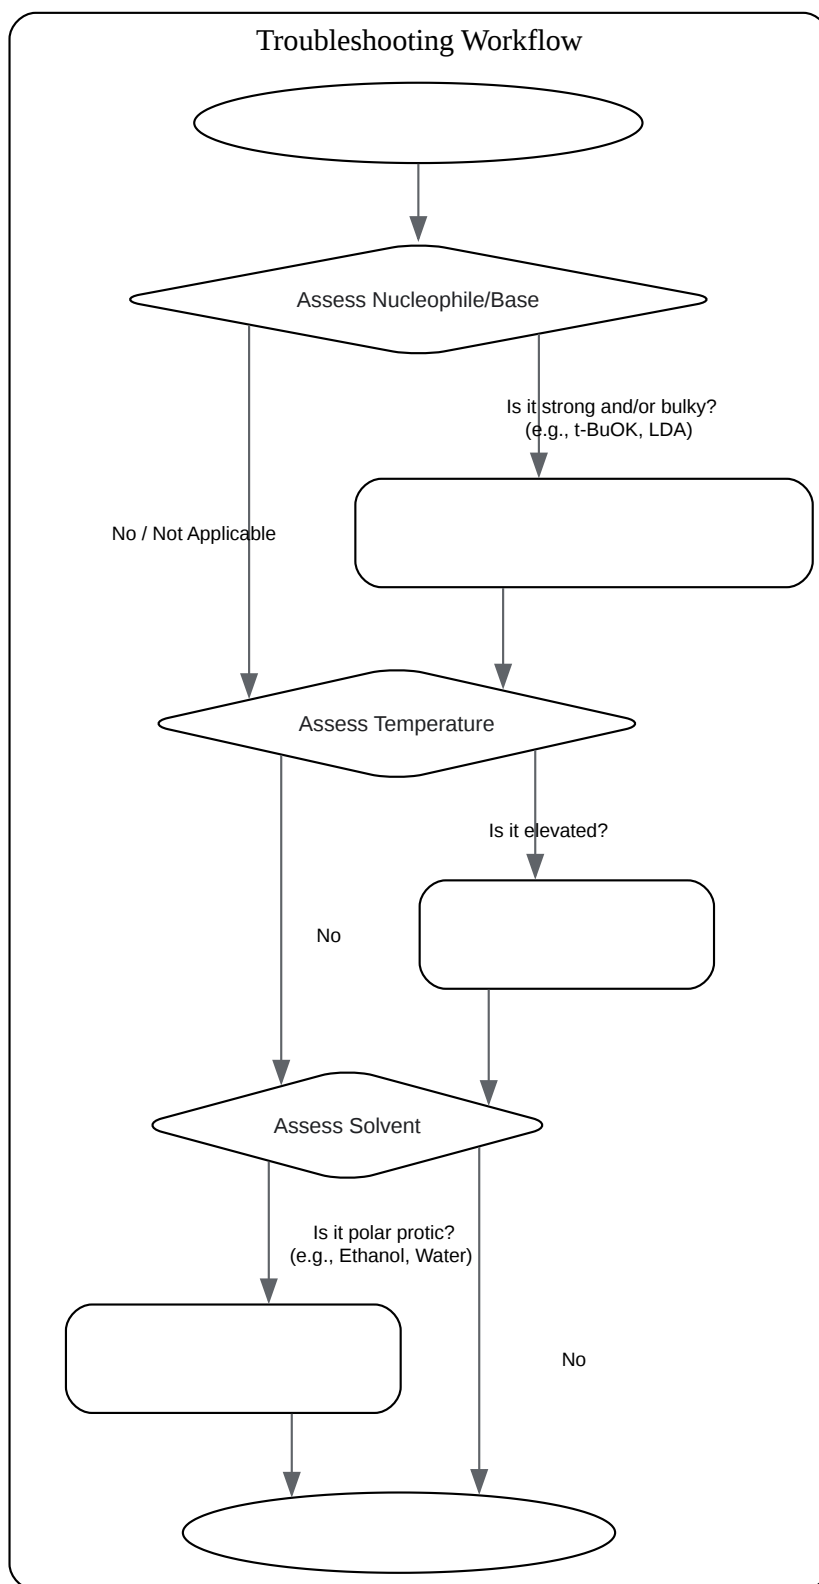 Troubleshooting Workflow
Assess Nucleophile/Base
Is it strong and/or bulky?
(e.g., t-BuOK, LDA)
No / Not Applicable
Assess Temperature
Is it elevated?
No
Assess Solvent
Is it polar protic?
(e.g., Ethanol, Water)
No